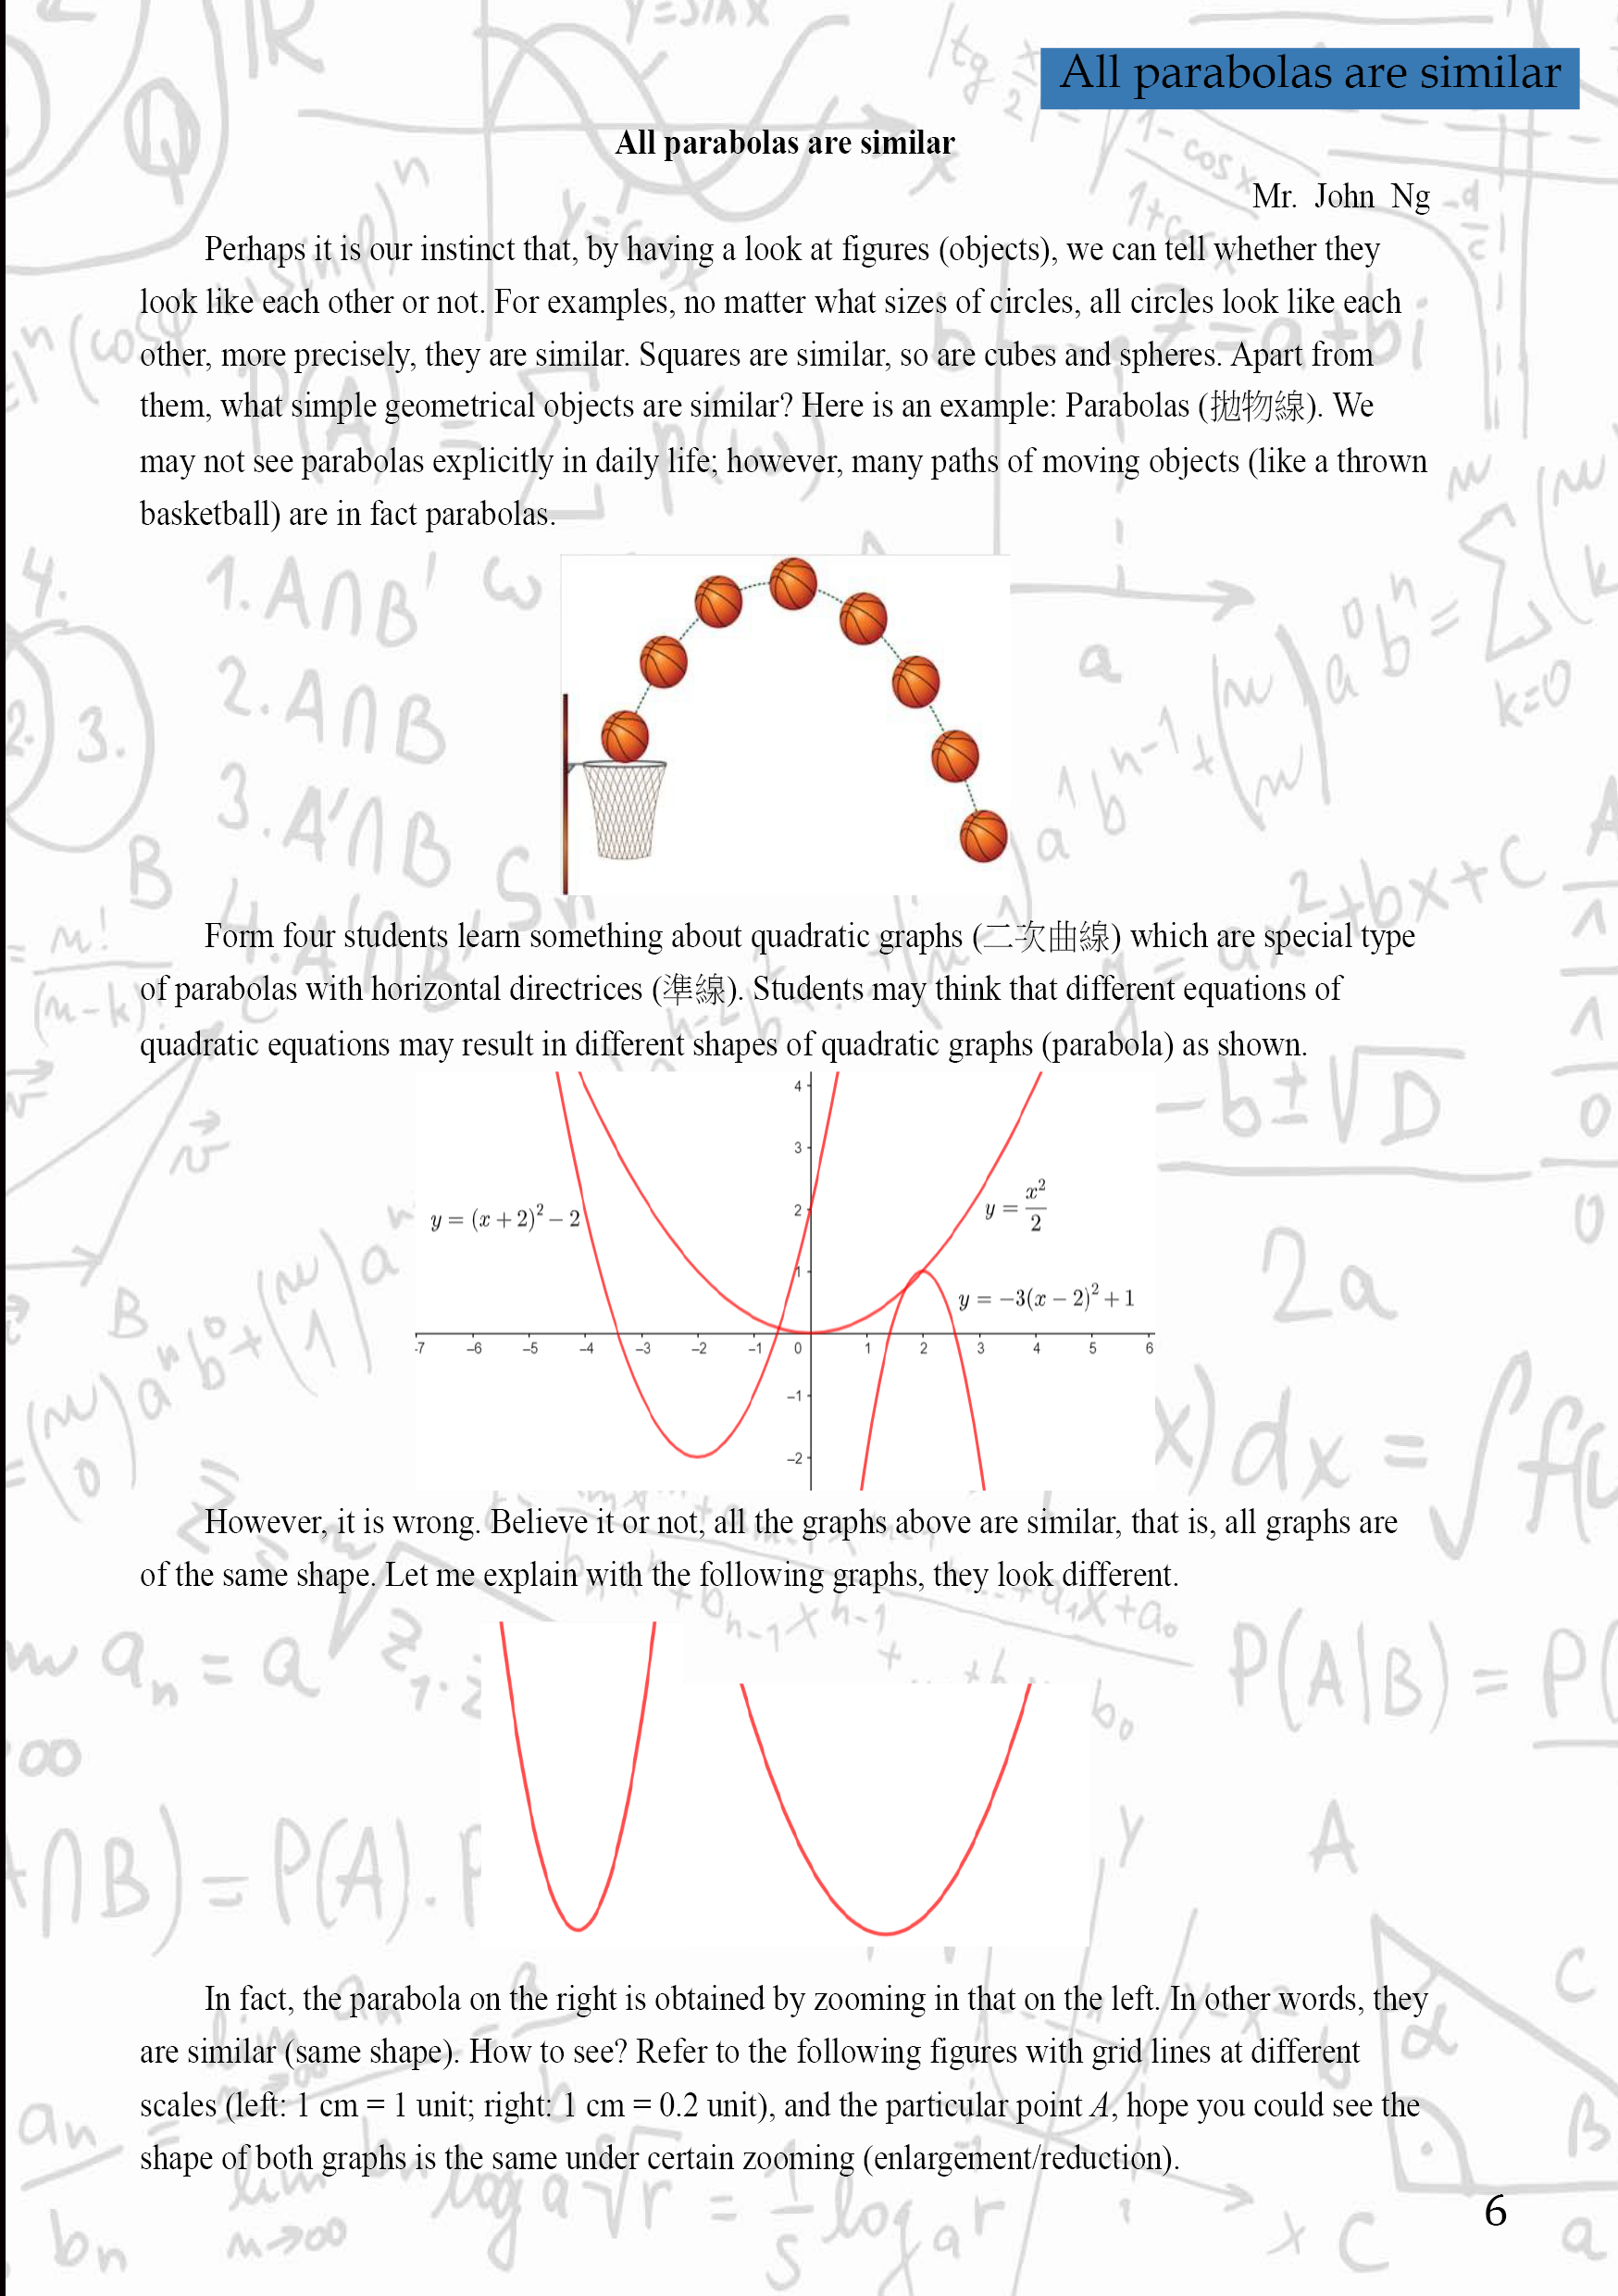 All parabolas are similar
All parabolas are similar
Mr. John Ng
Perhaps it is our instinct that, by having a look at figures (objects), we can tell whether they
look like each other or not. For examples, no matter what sizes of circles, all circles look like each
other, more precisely, they are similar. Squares are similar, so are cubes and spheres. Apart from
them, what simple geometrical objects are similar? Here is an example: Parabolas (拋物線). We
may not see parabolas explicitly in daily life; however, many paths of moving objects (like a thrown
basketball) are in fact parabolas.
Form four students learn something about quadratic graphs (二次曲線) which are special type
of parabolas with horizontal directrices (準線). Students may think that different equations of
quadratic equations may result in different shapes of quadratic graphs (parabola) as shown.
4
3
2
1
y = (x + 2)² – 2
y = x²/2
y = –3(x – 2)² + 1
-7 –6 –5 –4 –3 –2 –1 0 1 2 3 4 5 6
–1
–2
However, it is wrong. Believe it or not, all the graphs above are similar, that is, all graphs are
of the same shape. Let me explain with the following graphs, they look different.
In fact, the parabola on the right is obtained by zooming in that on the left. In other words, they
are similar (same shape). How to see? Refer to the following figures with grid lines at different
scales (left: 1 cm = 1 unit; right: 1 cm = 0.2 unit), and the particular point A, hope you could see the
shape of both graphs is the same under certain zooming (enlargement/reduction).
6